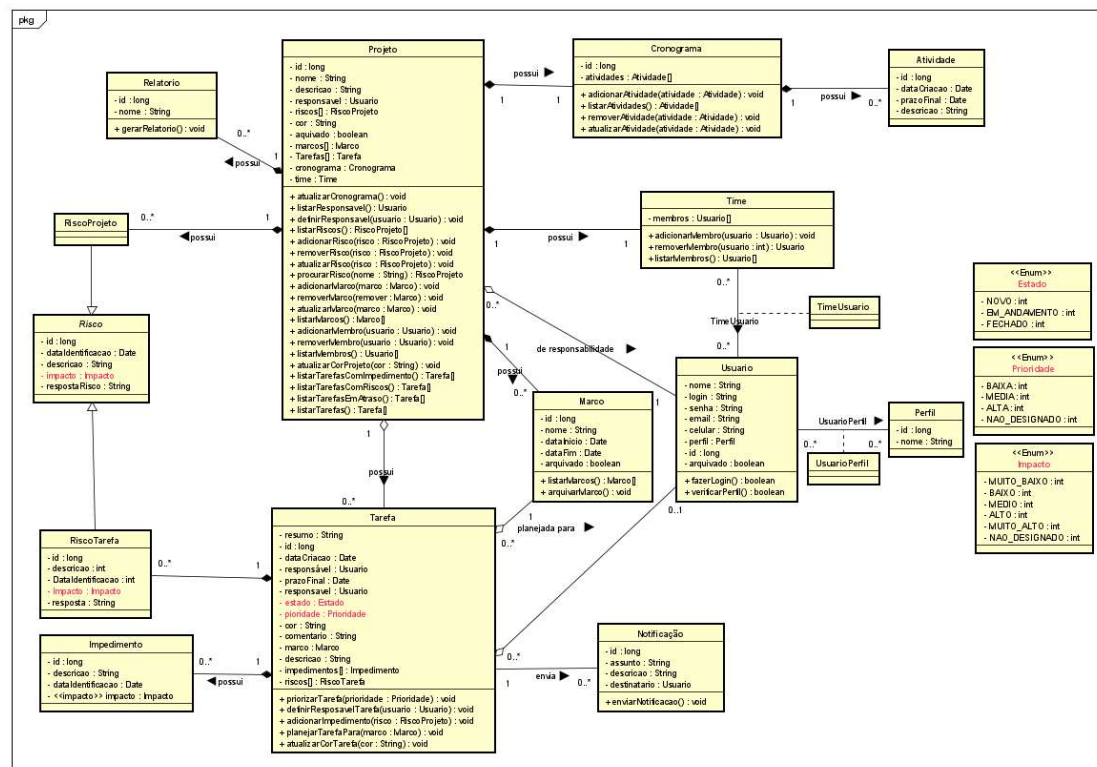 pkg
Projeto
- id : long
- nome : String
- descricao : String
- responsavel : Usuario
- riscos[] : RiscoProjeto
- cor : String
- aquivado : boolean
- marcos[] : Marco
- Tarefas[] : Tarefa
- cronograma : Cronograma
- time : Time
+ atualizarCronograma() : void
+ listarResponsavel() : Usuario
+ definirResponsavel(usuario : Usuario) : void
+ listarRiscos() : RiscoProjeto[]
+ adicionarRisco(risco : RiscoProjeto) : void
+ removerRisco(risco : RiscoProjeto) : void
+ atualizarRisco(risco : RiscoProjeto) : void
+ procurarRisco(nome : String) : RiscoProjeto
+ adicionarMarco(marco : Marco) : void
+ removerMarco(remover : Marco) : void
+ atualizarMarco(marco : Marco) : void
+ listarMarcos() : Marco[]
+ adicionarMembro(usuario : Usuario) : void
+ removerMembro(usuario : Usuario) : void
+ listarMembros() : Usuario[]
+ atualizarCorProjeto(cor : String) : void
+ listarTarefasComImpedimento() : Tarefa[]
+ listarTarefasComRiscos() : Tarefa[]
+ listarTarefasEmAtraso() : Tarefa[]
+ listarTarefas() : Tarefa[]
Cronograma
- id : long
- atividades : Atividade[]
+ adicionarAtividade(atividade : Atividade) : void
+ listarAtividades() : Atividade[]
+ removerAtividade(atividade : Atividade) : void
+ atualizarAtividade(atividade : Atividade) : void
Atividade
- id : long
- dataCriacao : Date
- prazoFinal : Date
- descricao : String
possui
1
1
1
possui
0..*
Relatorio
- id : long
- nome : String
+ gerarRelatorio() : void
0..*
1
possui
RiscoProjeto
0..*
1
possui
Time
- membros : Usuario[]
+ adicionarMembro(usuario : Usuario) : void
+ removerMembro(usuario : int) : Usuario
+ listarMembros() : Usuario[]
1
possui
1
Risco
- id : long
- dataIdentificacao : Date
- descricao : String
- impacto : Impacto
- respostaRisco : String
0..*
TimeUsuario
0..*
TimeUsuario
0..*
de responsabilidade
1
1
possui
0..*
<<Enum>>
Estado
- NOVO : int
- EM_ANDAMENTO : int
- FECHADO : int
<<Enum>>
Prioridade
- BAIXA : int
- MEDIA : int
- ALTA : int
- NAO_DESIGNADO : int
<<Enum>>
Impacto
- MUITO_BAIXO : int
- BAIXO : int
- MEDIO : int
- ALTO : int
- MUITO_ALTO : int
- NAO_DESIGNADO : int
Usuario
- nome : String
- login : String
- senha : String
- email : String
- celular : String
- perfil : Perfil
- id : long
- arquivado : boolean
+ fazerLogin() : boolean
+ verificarPerfil() : boolean
UsuarioPerfil
0..*
0..*
UsuarioPerfil
Perfil
- id : long
- nome : String
Marco
- id : long
- nome : String
- dataInicio : Date
- dataFim : Date
- arquivado : boolean
+ listarMarcos() : Marco[]
+ arquivarMarco() : void
1
possui
0..*
1
planejada para
0..*
0..1
Tarefa
- resumo : String
- id : long
- dataCriacao : Date
- responsável : Usuario
- prazoFinal : Date
- responsavel : Usuario
- estado : Estado
- pioridade : Prioridade
- cor : String
- comentario : String
- marco : Marco
- descricao : String
- impedimentos[] : Impedimento
- riscos[] : RiscoTarefa
+ priorizarTarefa(prioridade : Prioridade) : void
+ definirResposavelTarefa(usuario : Usuario) : void
+ adicionarImpedimento(risco : RiscoProjeto) : void
+ planejarTarefaPara(marco : Marco) : void
+ atualizarCorTarefa(cor : String) : void
RiscoTarefa
- id : long
- descricao : int
- DataIdentificacao : int
- Impacto : Impacto
- resposta : String
0..*
1
Impedimento
- id : long
- descricao : String
- dataIdentificacao : Date
- <<impacto>> impacto : Impacto
0..*
1
possui
0..*
1
envia
0..*
Notificação
- id : long
- assunto : String
- descricao : String
- destinatario : Usuario
+ enviarNotificacao() : void